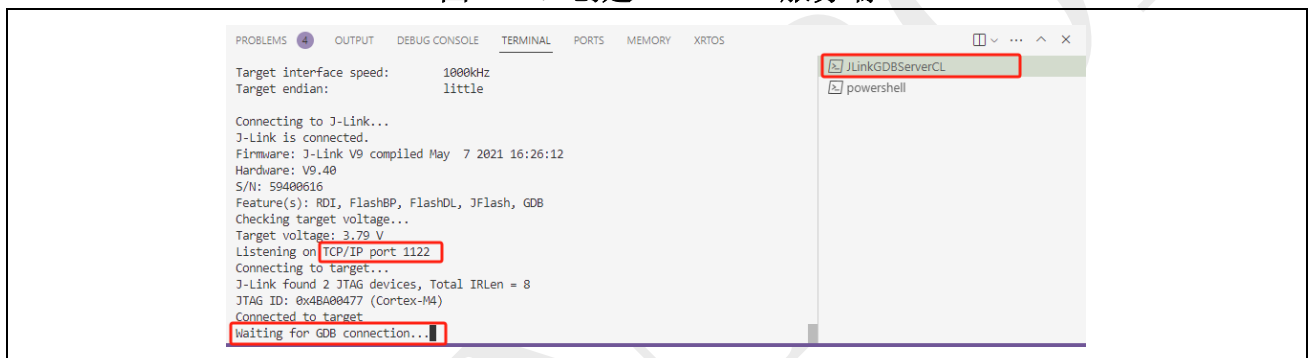 PROBLEMS 4 OUTPUT DEBUG CONSOLE TERMINAL PORTS MEMORY XRTOS
Target interface speed: 1000kHz
Target endian: little
Connecting to J-Link...
J-Link is connected.
Firmware: J-Link V9 compiled May 7 2021 16:26:12
Hardware: V9.40
S/N: 59400616
Feature(s): RDI, FlashBP, FlashDL, JFlash, GDB
Checking target voltage...
Target voltage: 3.79 V
Listening on TCP/IP port 1122
Connecting to target...
J-Link found 2 JTAG devices, Total IRLen = 8
JTAG ID: 0x4BA00477 (Cortex-M4)
Connected to target
Waiting for GDB connection...
JLinkGDBServerCL
powershell